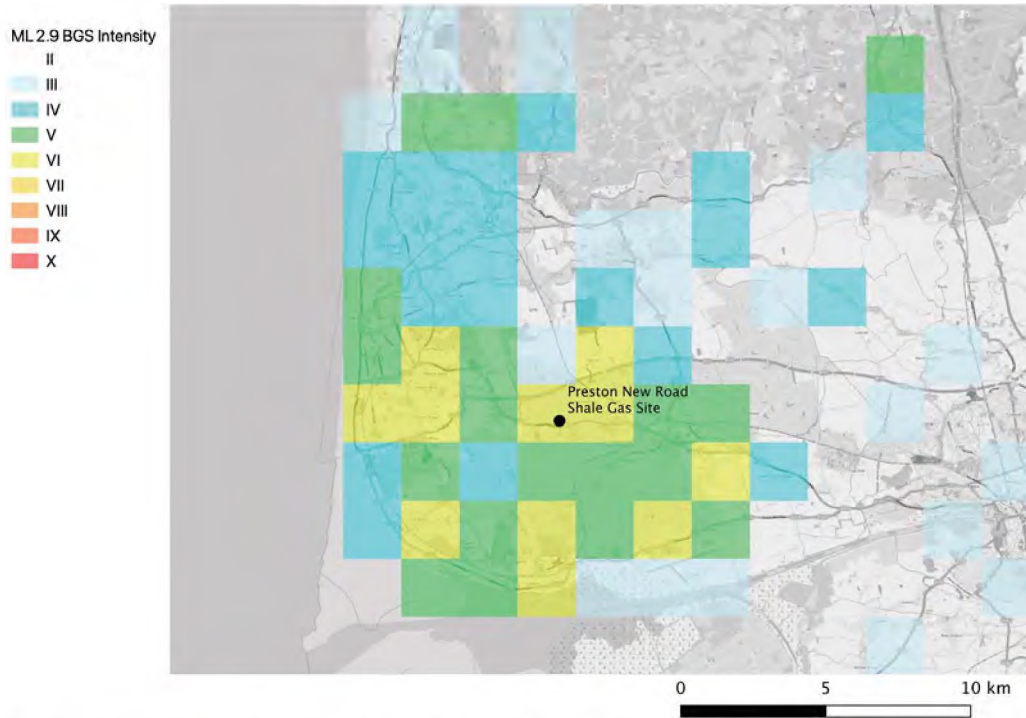 ML 2.9 BGS Intensity
II
III
IV
V
VI
VII
VIII
IX
X
Preston New Road
Shale Gas Site
0
5
10 km